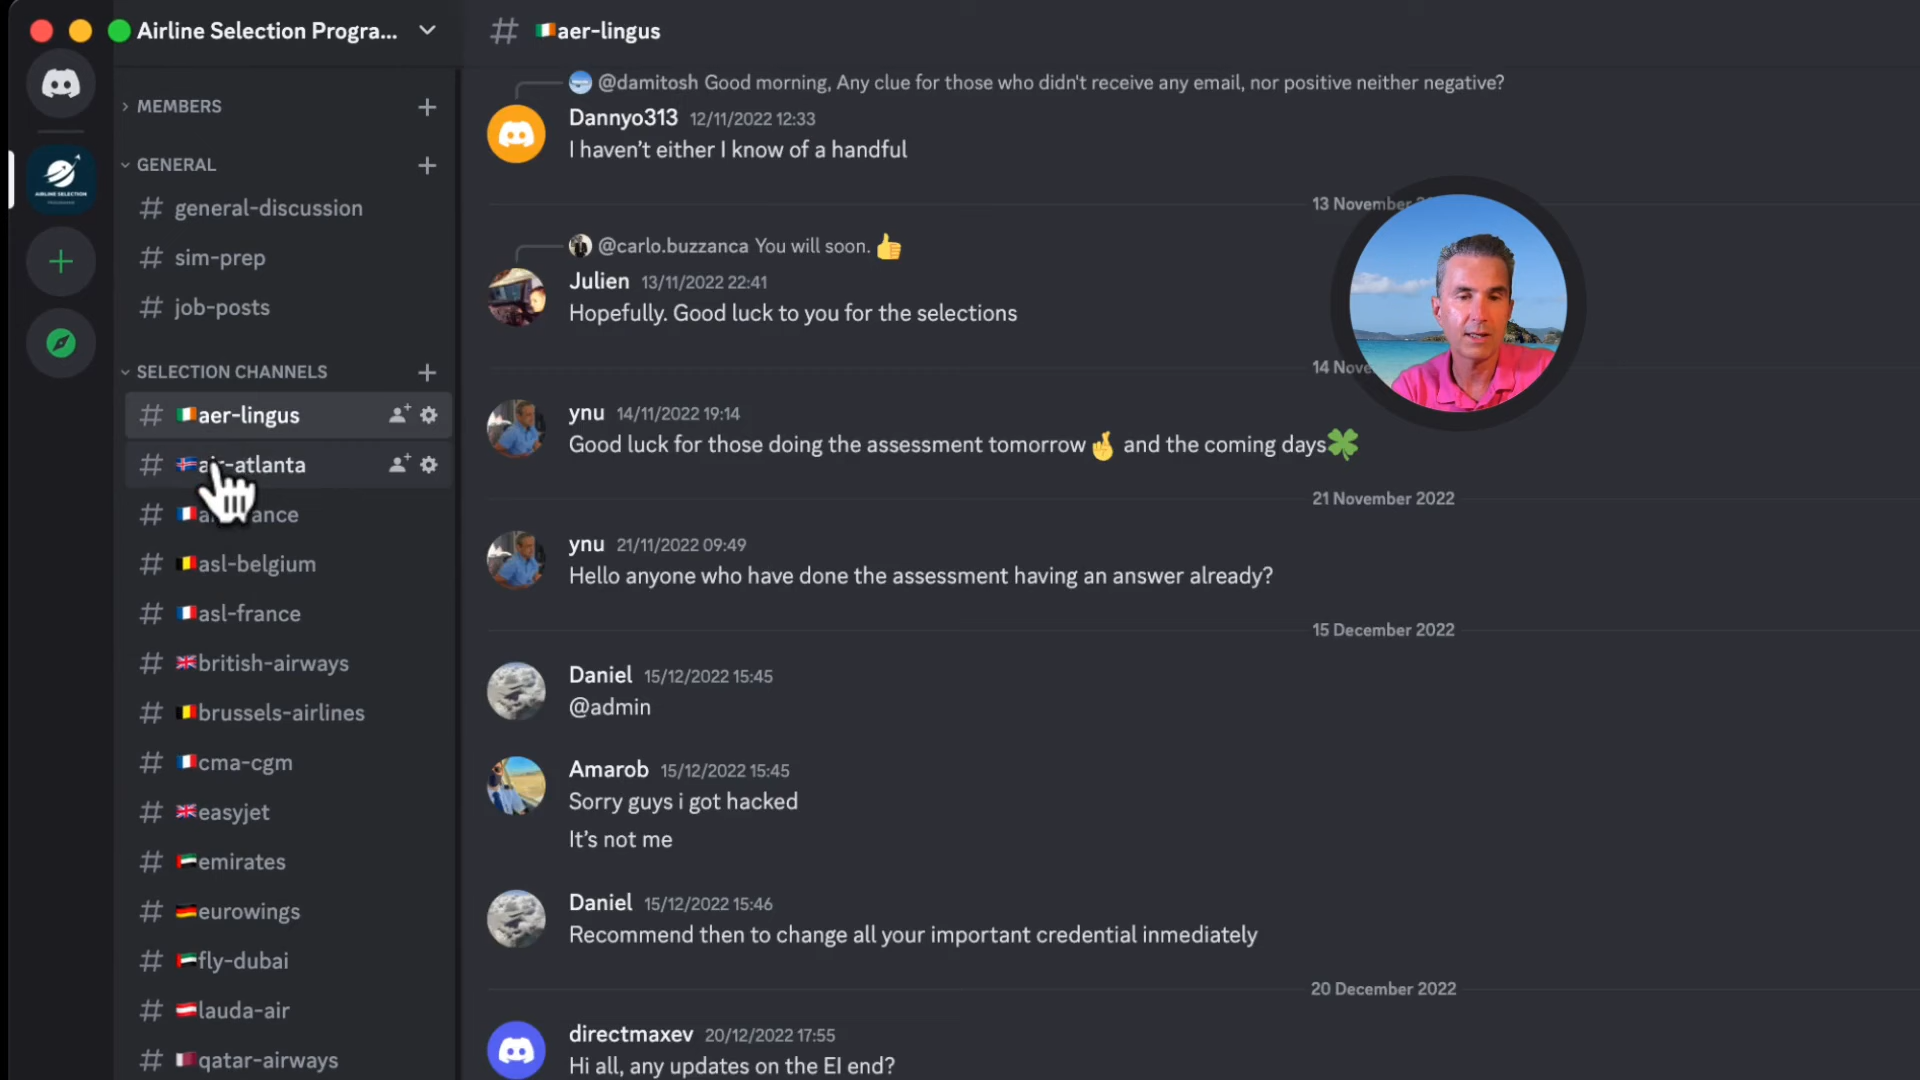 Airline Selection Progra...
AIRLINE SELECTION
MEMBERS
GENERAL
general-discussion
sim-prep
job-posts
SELECTION CHANNELS
aer-lingus
air-atlanta
asl-belgium
asl-france
british-airways
brussels-airlines
cma-cgm
easyjet
emirates
eurowings
fly-dubai
lauda-air
qatar-airways
# aer-lingus
@damitosh Good morning, Any clue for those who didn't receive any email, nor positive neither negative?
Dannyo313 12/11/2022 12:33
I haven't either I know of a handful
13 November
@carlo.buzzanca You will soon. 👍
Julien 13/11/2022 22:41
Hopefully. Good luck to you for the selections
14 Nove
ynu 14/11/2022 19:14
Good luck for those doing the assessment tomorrow🤞 and the coming days🍀
21 November 2022
ynu 21/11/2022 09:49
Hello anyone who have done the assessment having an answer already?
15 December 2022
Daniel 15/12/2022 15:45
@admin
Amarob 15/12/2022 15:45
Sorry guys i got hacked
It's not me
Daniel 15/12/2022 15:46
Recommend then to change all your important credential inmediately
20 December 2022
directmaxev 20/12/2022 17:55
Hi all, any updates on the EI end?